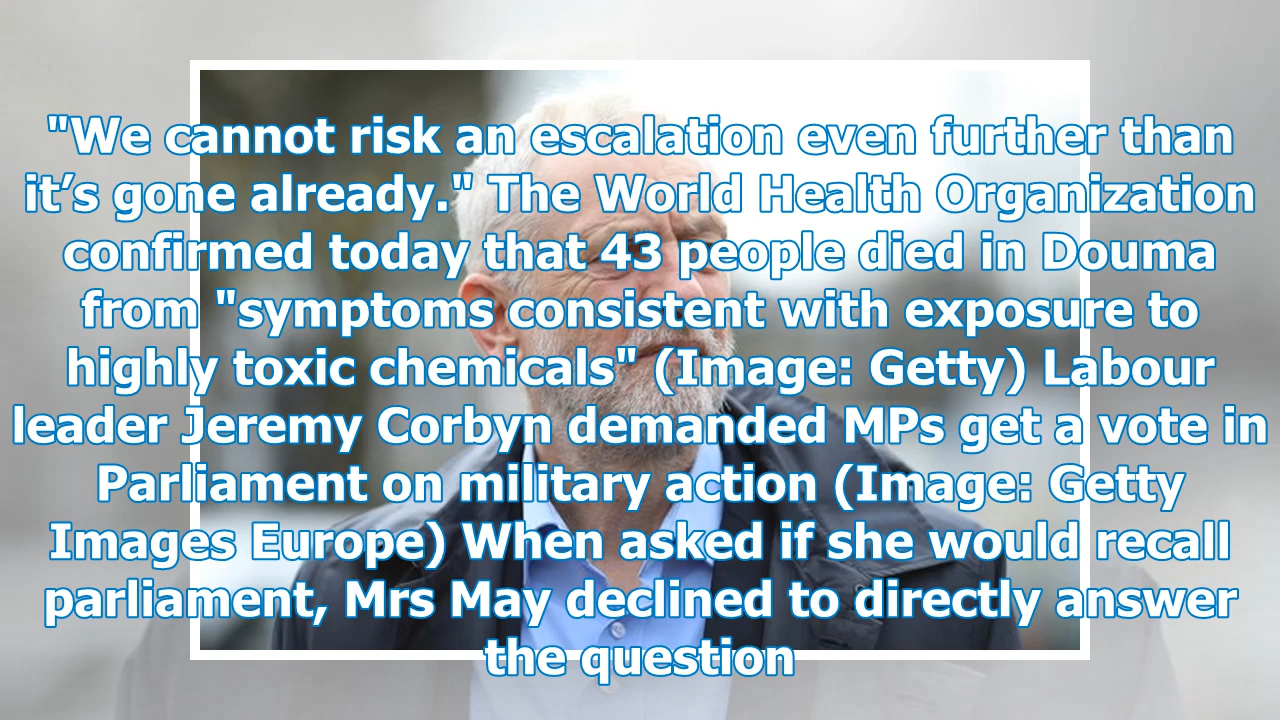 "We cannot risk an escalation even further than
it’s gone already." The World Health Organization
confirmed today that 43 people died in Douma
from "symptoms consistent with exposure to
highly toxic chemicals" (Image: Getty) Labour
leader Jeremy Corbyn demanded MPs get a vote in
Parliament on military action (Image: Getty
Images Europe) When asked if she would recall
parliament, Mrs May declined to directly answer
the question